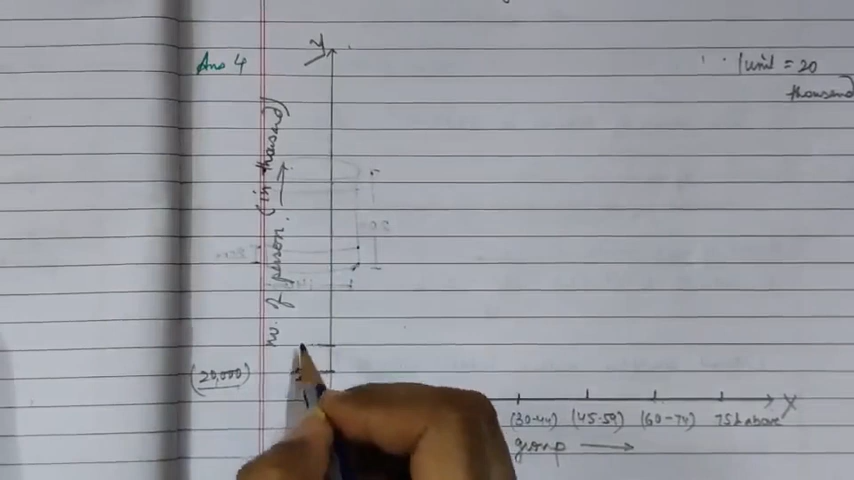 Ans 4
Y
1 unit = 20
thousand
no. of person. (in thousand)
(20,000)
(30-44) (45-59) (60-74) 75 & above
X
group